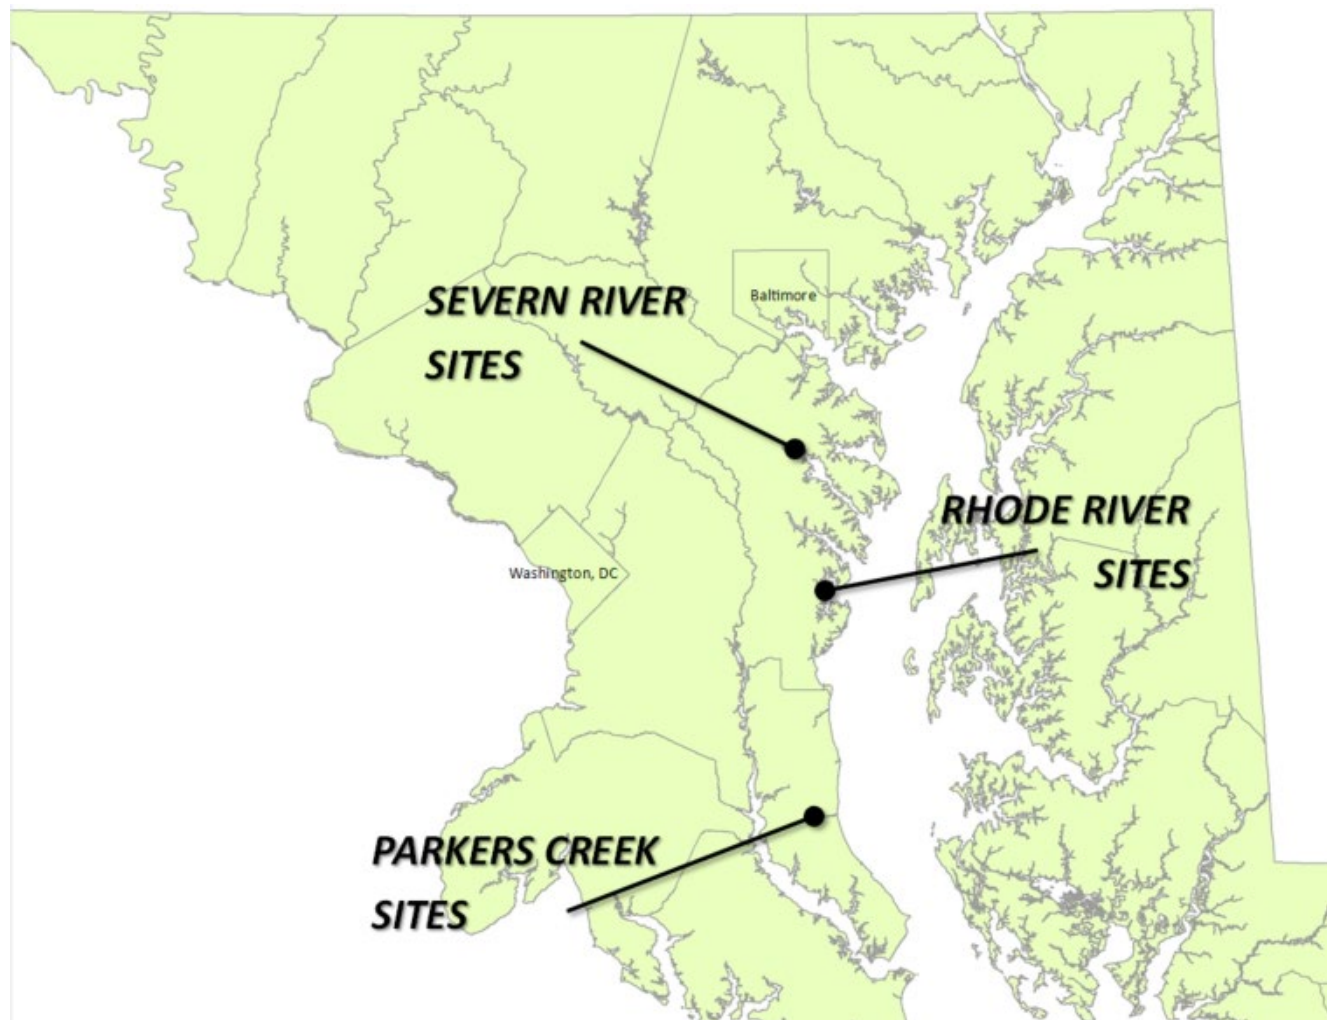 Baltimore
SEVERN RIVER
SITES
RHODE RIVER
SITES
Washington, DC
PARKERS CREEK
SITES